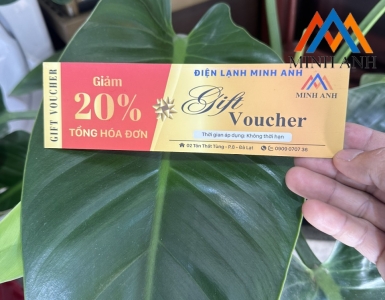 MINH ANH
GIFT VOUCHER
Giảm
20%
TỔNG HÓA ĐƠN
ĐIỆN LẠNH MINH ANH
MINH ANH
Gift
Voucher
Thời gian áp dụng: Không thời hạn
02 Tôn Thất Tùng - P.8 - Đà Lạt
0909 0707 36